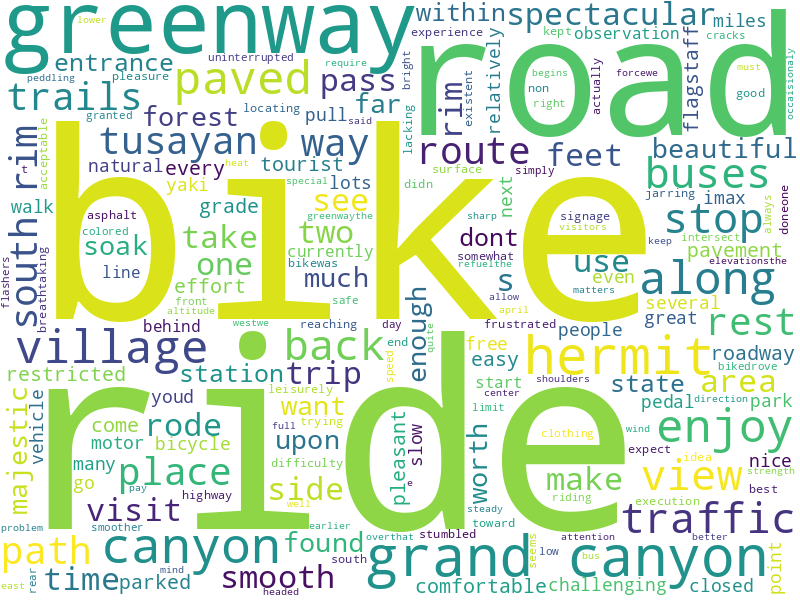 lower
greenway
within
spectacular
miles
experience
kept
observation
cracks
road
entrance
uninterrupted
require
peddling
pleasure
paved
pass
bright
begins
actually
forcewe
must
trails
granted
locating
pull
said
far
lacking
rim
existent
relatively
non
right
flagstaff
good
occaisionaly
forest
tusayan
way
acceptable
natural
every
heat
tourist
route
feet
beautiful
t
yaki
special
lots
didn
surface
simply
buses
jarring
imax
always
doneone
walk
asphalt
grade
see
greenwaythe
next
sharp
signage
visitors
stop
south rim
colored
soak
take
two
currently
dont
somewhat
intersect
keep
pavement
line
one
bikewas
much
s
refuelthe
use
even
elevationsthe
along
matters
several
bike
flashers
breathtaking
effort
front
altitude
safe
allow
april
behind
westwe
reaching
day
enough
frustrated
people
great
rest
village
back
end
quite
free
easy
hermit
roadway
restricted
station
trip
speed
leisurely
start
center
shoulders
state
area
bikedrove
majestic
vehicle
come
rode
youd
want
trying
limit
pedal
direction
park
motor
bicycle
upon
pleasant
slow
wind
clothing
enjoy
many
difficulty
full
worth
expect
nice
go
place
side
e
make
idea
view
best
strength
pay
visit
well
riding
execution
ride
highway
steady
traffic
problem
smoother
earlier
overthat
stumbled
toward
attention
better
path
canyon
found
south
seems
low
bus
grand canyon
point
east
rear
time
parked
mind
smooth
headed
comfortable
challenging
closed